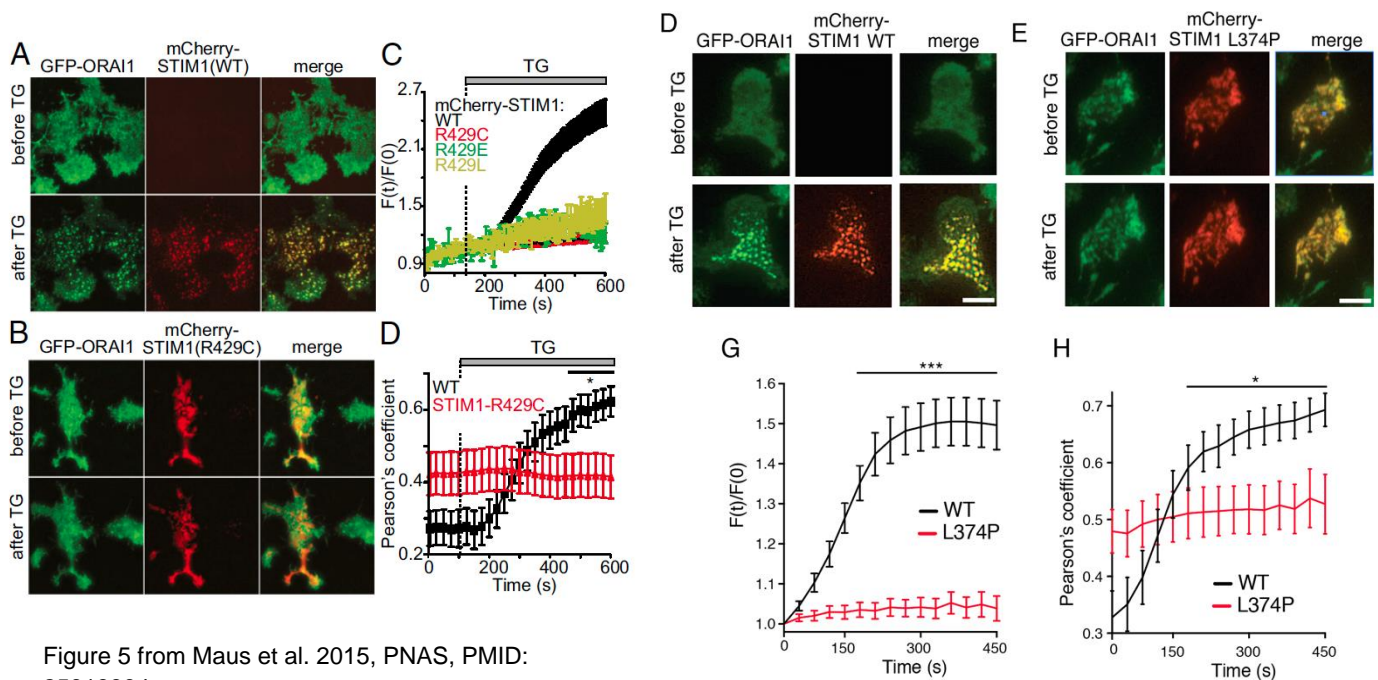 A
mCherry-
GFP-ORAI1 STIM1(WT) merge
before TG
after TG
B
mCherry-
GFP-ORAI1 STIM1(R429C) merge
before TG
after TG
C
TG
mCherry-STIM1:
WT
R429C
R429E
R429L
F(t)/F(0)
2.7
2.1
1.5
0.9
0 200 400 600
Time (s)
D
TG
WT
STIM1-R429C
*
Pearson's coefficient
0.6
0.4
0.2
0 200 400 600
Time (s)
D
mCherry-
GFP-ORAI1 STIM1 WT merge
before TG
after TG
E
mCherry-
GFP-ORAI1 STIM1 L374P merge
before TG
after TG
G
***
F(t)/F(0)
1.6
1.5
1.4
1.3
1.2
1.1
1.0
WT
L374P
0 150 300 450
Time (s)
H
*
Pearson's coefficient
0.7
0.6
0.5
0.4
0.3
WT
L374P
0 150 300 450
Time (s)
Figure 5 from Maus et al. 2015, PNAS, PMID: